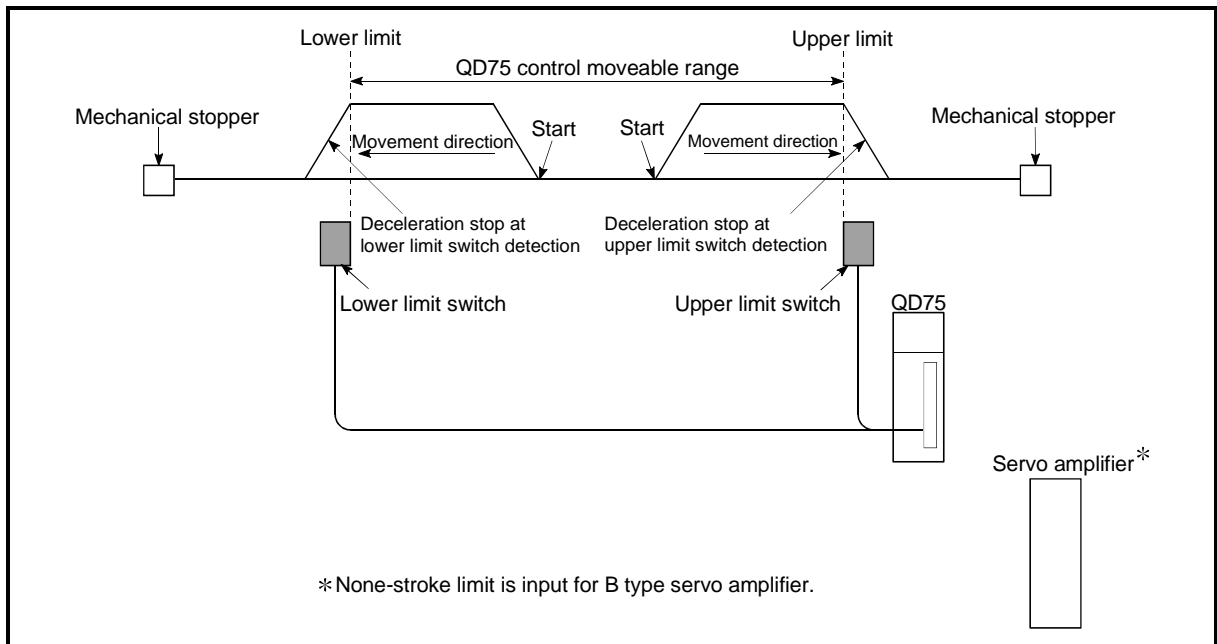 Lower limit
Upper limit
QD75 control moveable range
Mechanical stopper
Start
Start
Mechanical stopper
Movement direction
Movement direction
Deceleration stop at
lower limit switch detection
Deceleration stop at
upper limit switch detection
Lower limit switch
Upper limit switch
QD75
Servo amplifier*
*None-stroke limit is input for B type servo amplifier.